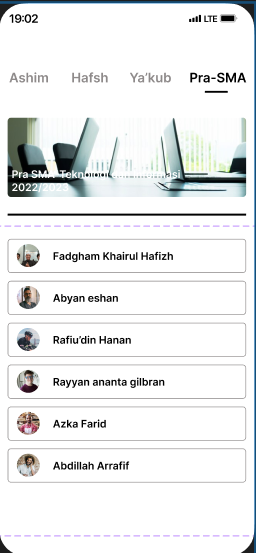 19:02 LTE
Ashim Hafsh Ya'kub Pra-SMA
Pra SMA Teknologi dan Informasi
2022/2023
Fadgham Khairul Hafizh
Abyan eshan
Rafiu'din Hanan
Rayyan ananta gilbran
Azka Farid
Abdillah Arrafif